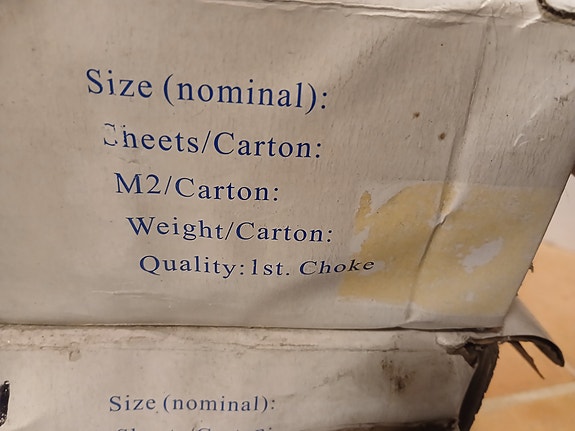 Size (nominal):
Sheets/Carton:
M2/Carton:
Weight/Carton:
Quality:1st. Choke
Size (nominal):